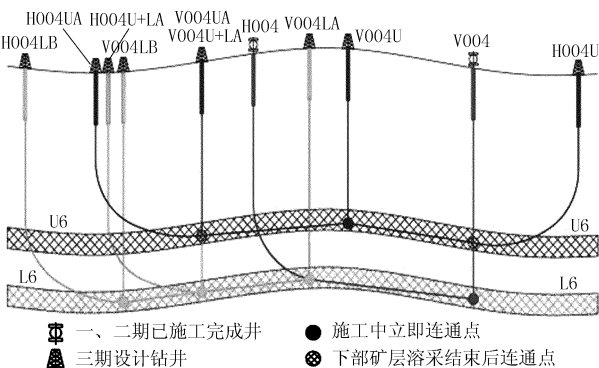 H004UA
H004U+LA
V004UA
V004U+LA
H004
V004LA
V004U
V004
H004U
H004LB
V004LB
U6
U6
L6
L6
一、二期已施工完成井
施工中立即连通点
三期设计钻井
下部矿层溶采结束后连通点